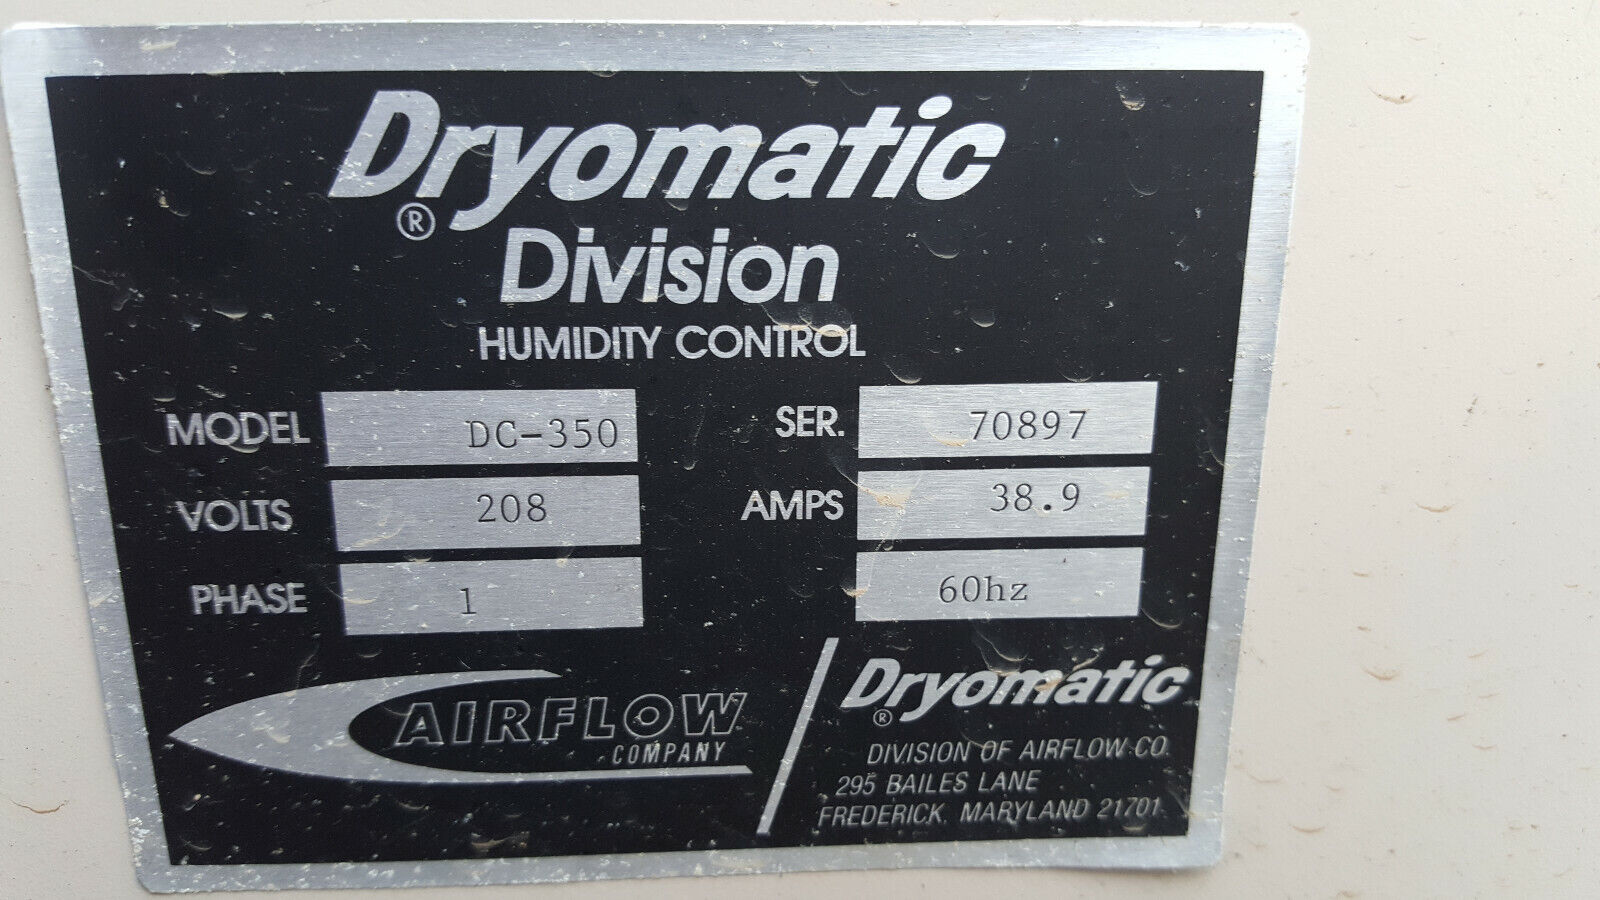 Dryomatic
®
Division
HUMIDITY CONTROL
MODEL DC-350 SER. 70897
VOLTS 208 AMPS 38.9
PHASE 1 60hz
AIRFLOW
COMPANY
Dryomatic
®
DIVISION OF AIRFLOW CO.
295 BAILES LANE
FREDERICK, MARYLAND 21701